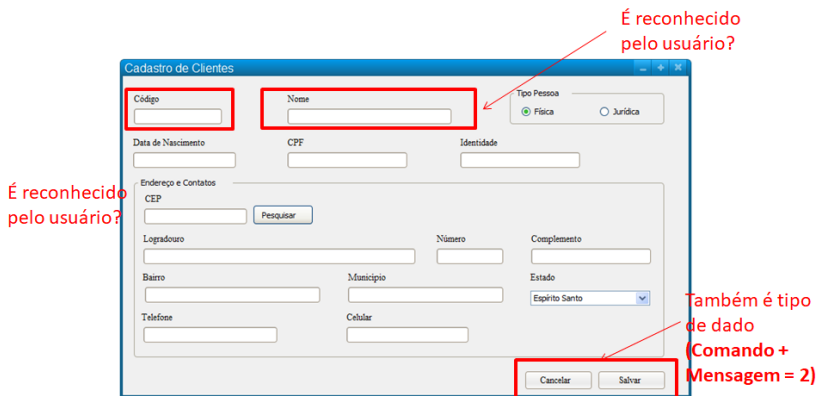 É reconhecido
pelo usuário?
Cadastro de Clientes
Código
Nome
Tipo Pessoa
Física
Jurídica
Data de Nascimento
CPF
Identidade
É reconhecido
pelo usuário?
Endereço e Contatos
CEP
Pesquisar
Logradouro
Número
Complemento
Bairro
Município
Estado
Espírito Santo
Telefone
Celular
Também é tipo
de dado
(Comando +
Mensagem = 2)
Cancelar
Salvar